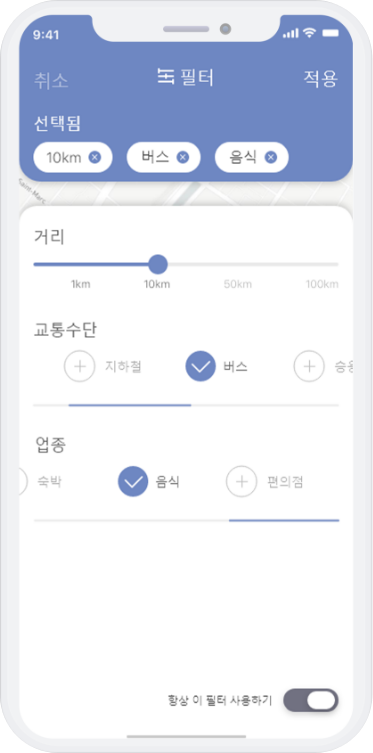 9:41
취소 필터 적용
선택됨
10km 버스 음식
Saint-Marc
거리
1km 10km 50km 100km
교통수단
지하철 버스
업종
숙박 음식 편의점
항상 이 필터 사용하기